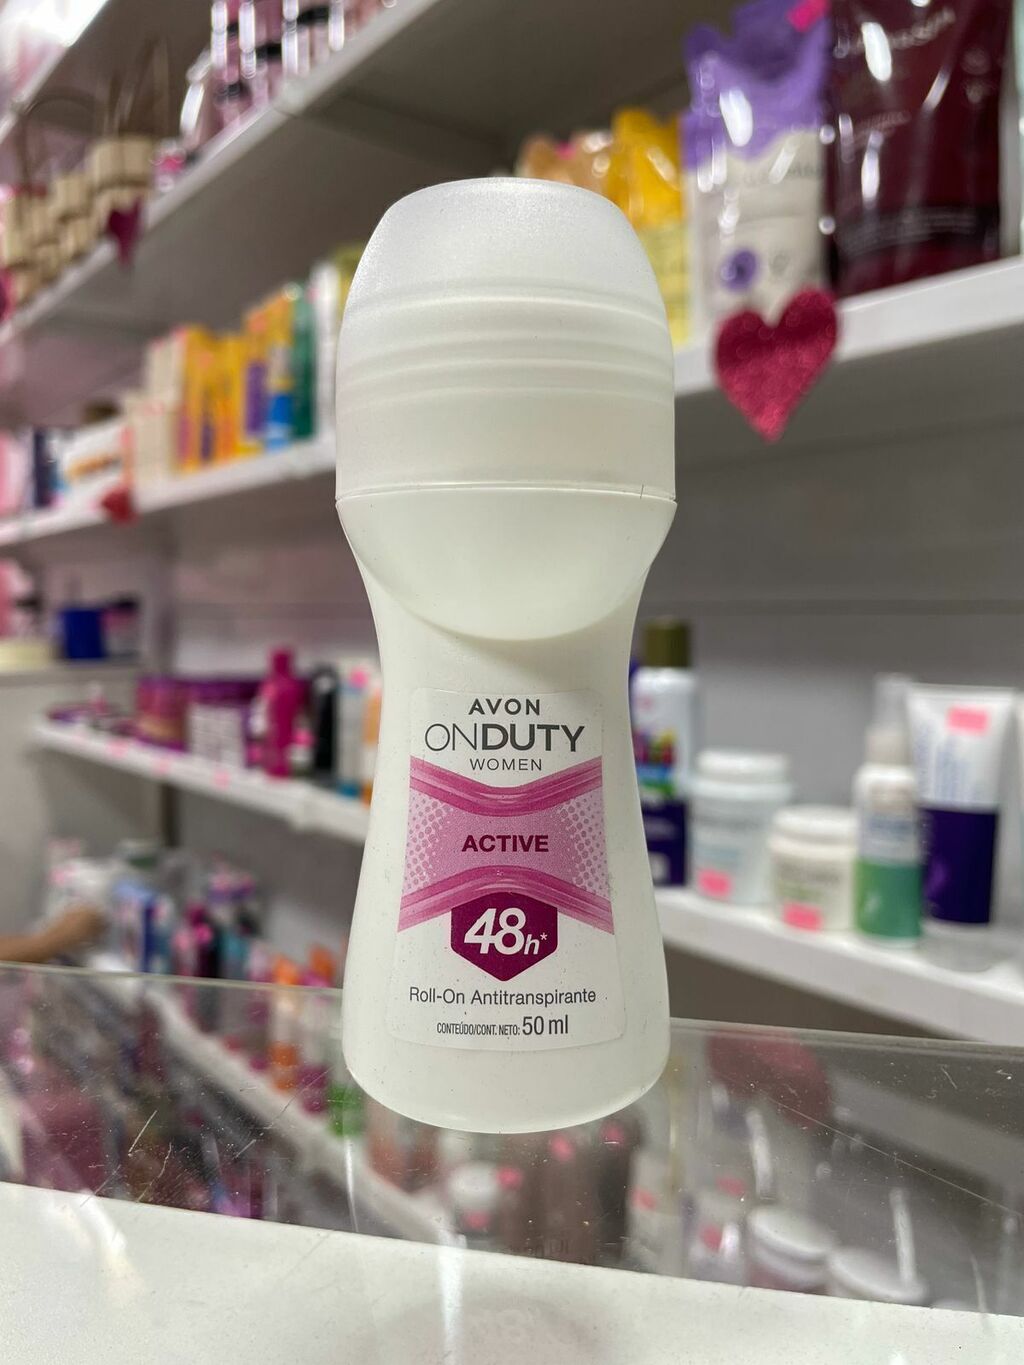 AVON
ONDUTY
WOMEN
ACTIVE
48h*
Roll-On Antitranspirante
CONTEÚDO/CONT. NETO: 50 ml